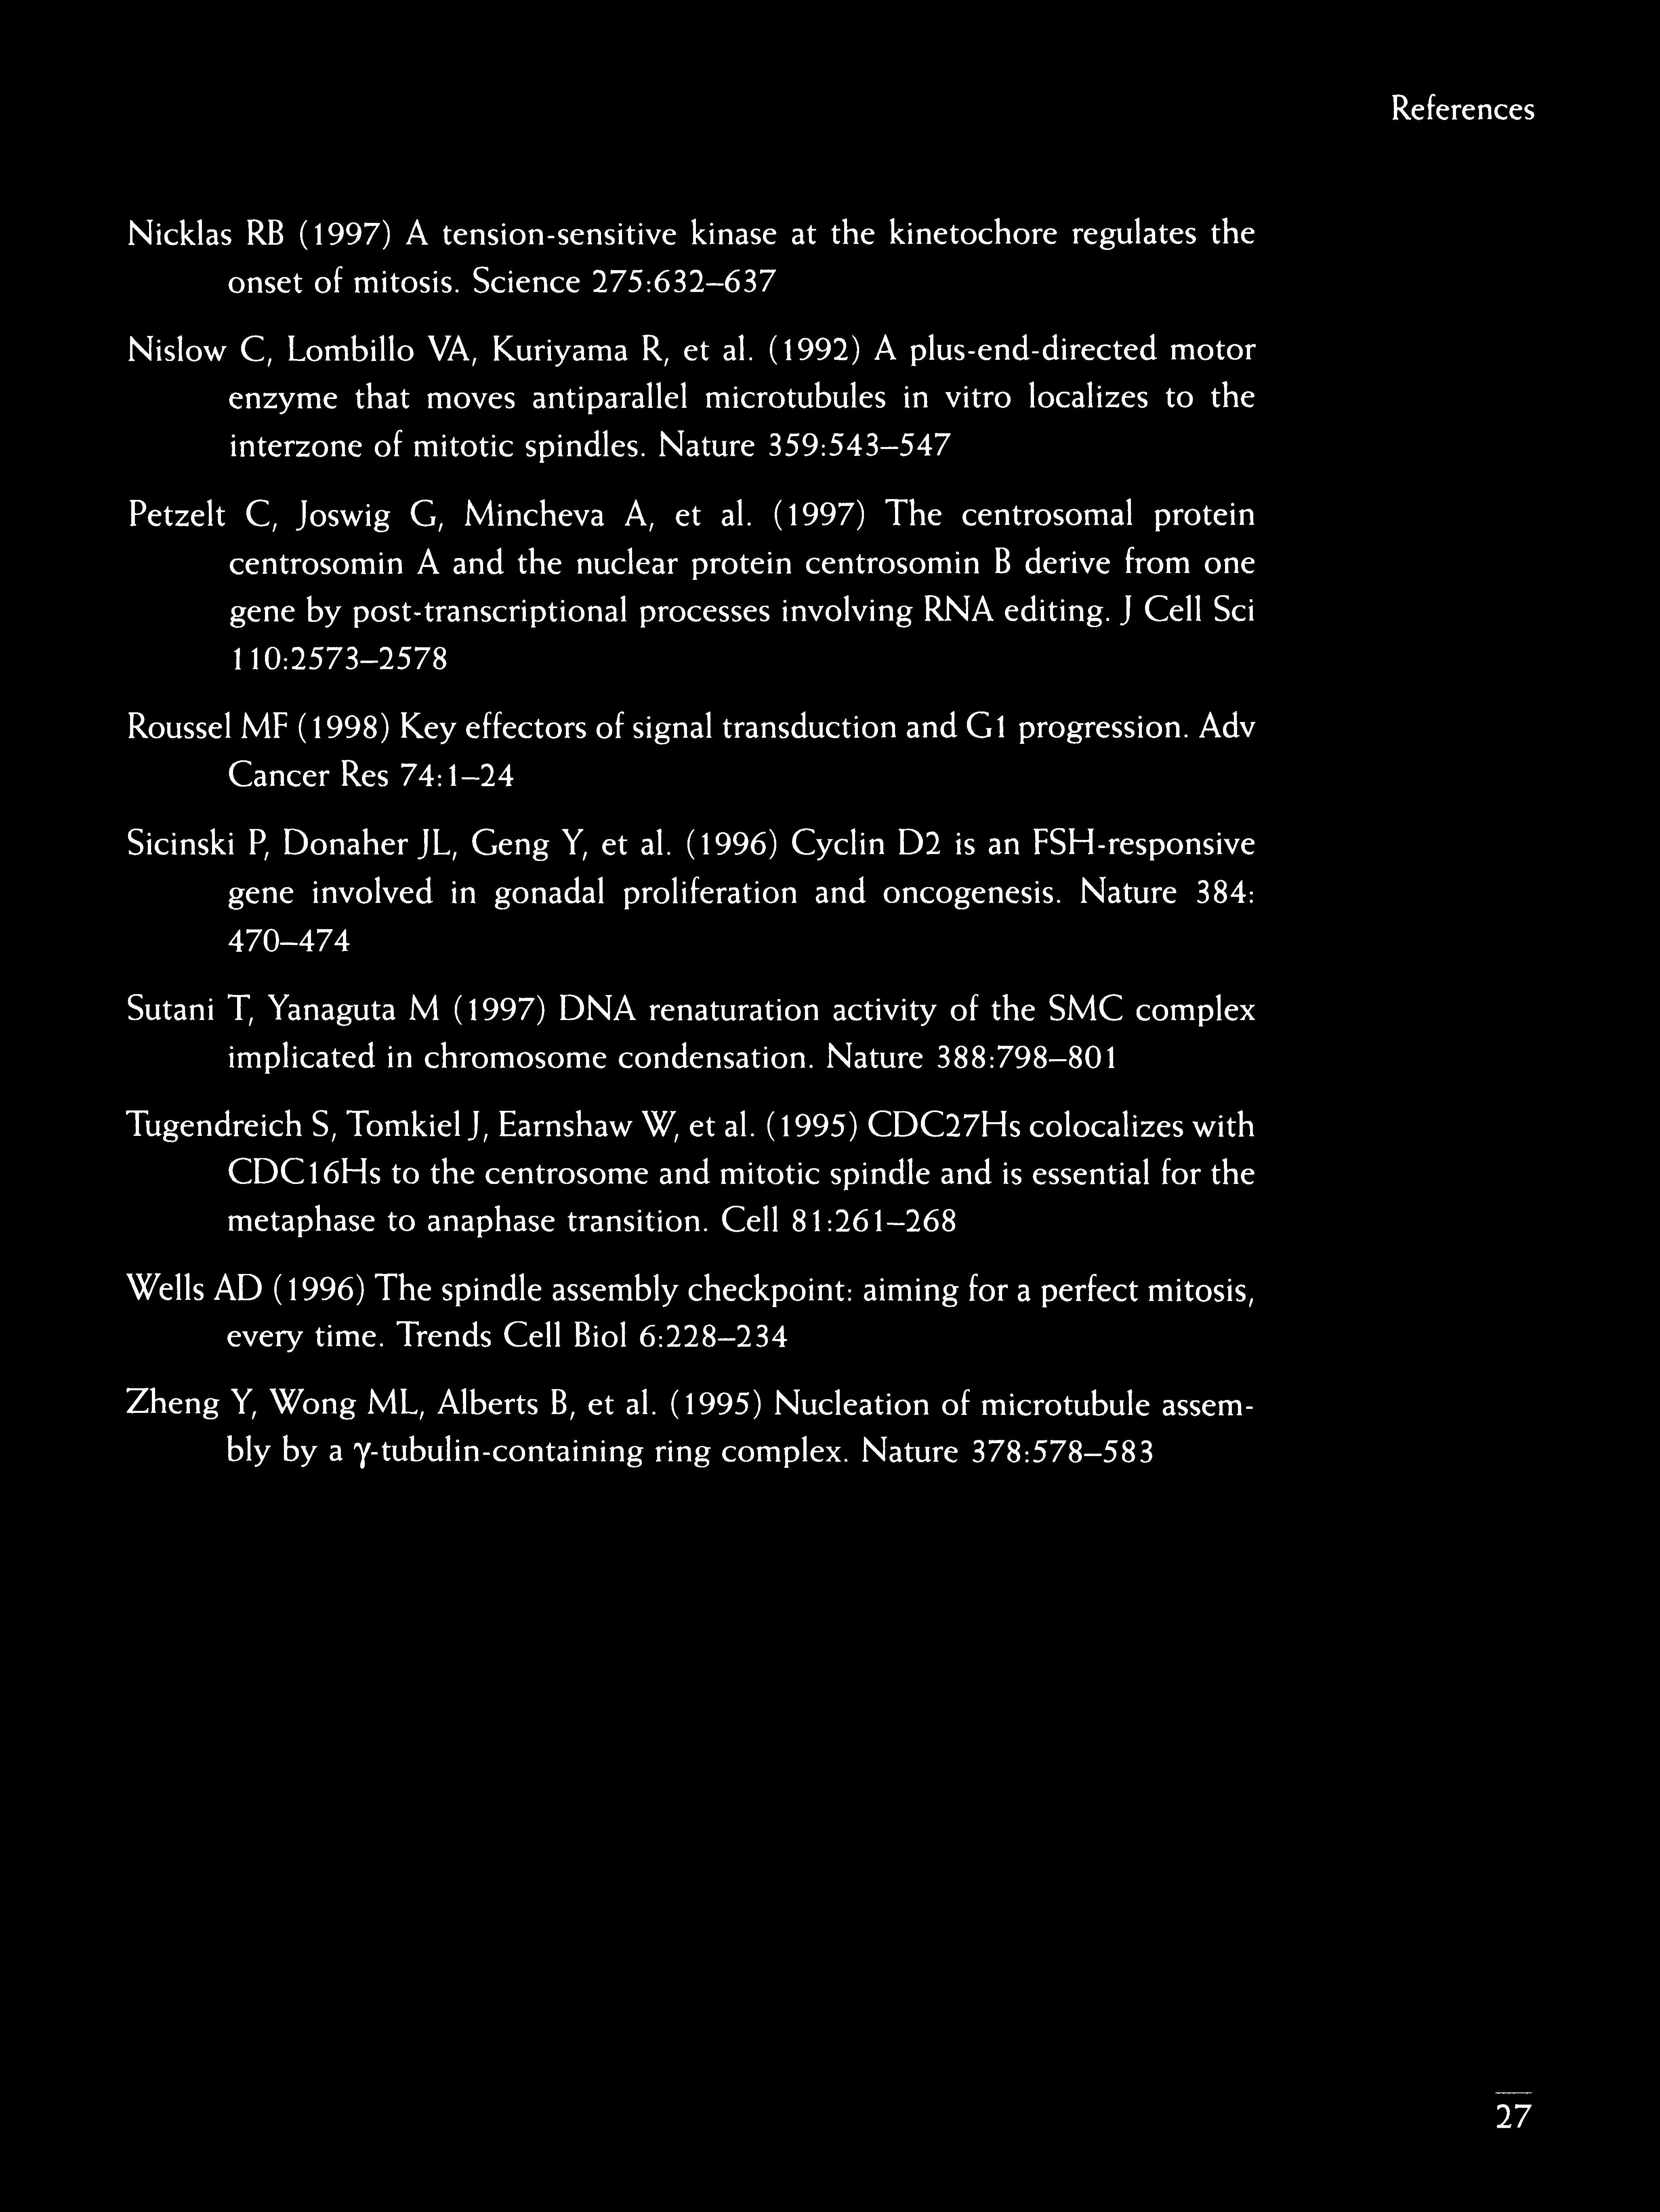 References
Nicklas RB (1997) A tension-sensitive kinase at the kinetochore regulates the
onset of mitosis. Science 275:632–637
Nislow C, Lombillo VA, Kuriyama R, et al. (1992) A plus-end-directed motor
enzyme that moves antiparallel microtubules in vitro localizes to the
interzone of mitotic spindles. Nature 359:543–547
Petzelt C, Joswig G, Mincheva A, et al. (1997) The centrosomal protein
centrosomin A and the nuclear protein centrosomin B derive from one
gene by post-transcriptional processes involving RNA editing. J Cell Sci
110:2573–2578
Roussel MF (1998) Key effectors of signal transduction and G1 progression. Adv
Cancer Res 74:1–24
Sicinski P, Donaher JL, Geng Y, et al. (1996) Cyclin D2 is an FSH-responsive
gene involved in gonadal proliferation and oncogenesis. Nature 384:
470–474
Sutani T, Yanaguta M (1997) DNA renaturation activity of the SMC complex
implicated in chromosome condensation. Nature 388:798–801
Tugendreich S, Tomkiel J, Earnshaw W, et al. (1995) CDC27Hs colocalizes with
CDC16Hs to the centrosome and mitotic spindle and is essential for the
metaphase to anaphase transition. Cell 81:261–268
Wells AD (1996) The spindle assembly checkpoint: aiming for a perfect mitosis,
every time. Trends Cell Biol 6:228–234
Zheng Y, Wong ML, Alberts B, et al. (1995) Nucleation of microtubule assem-
bly by a γ-tubulin-containing ring complex. Nature 378:578–583
27